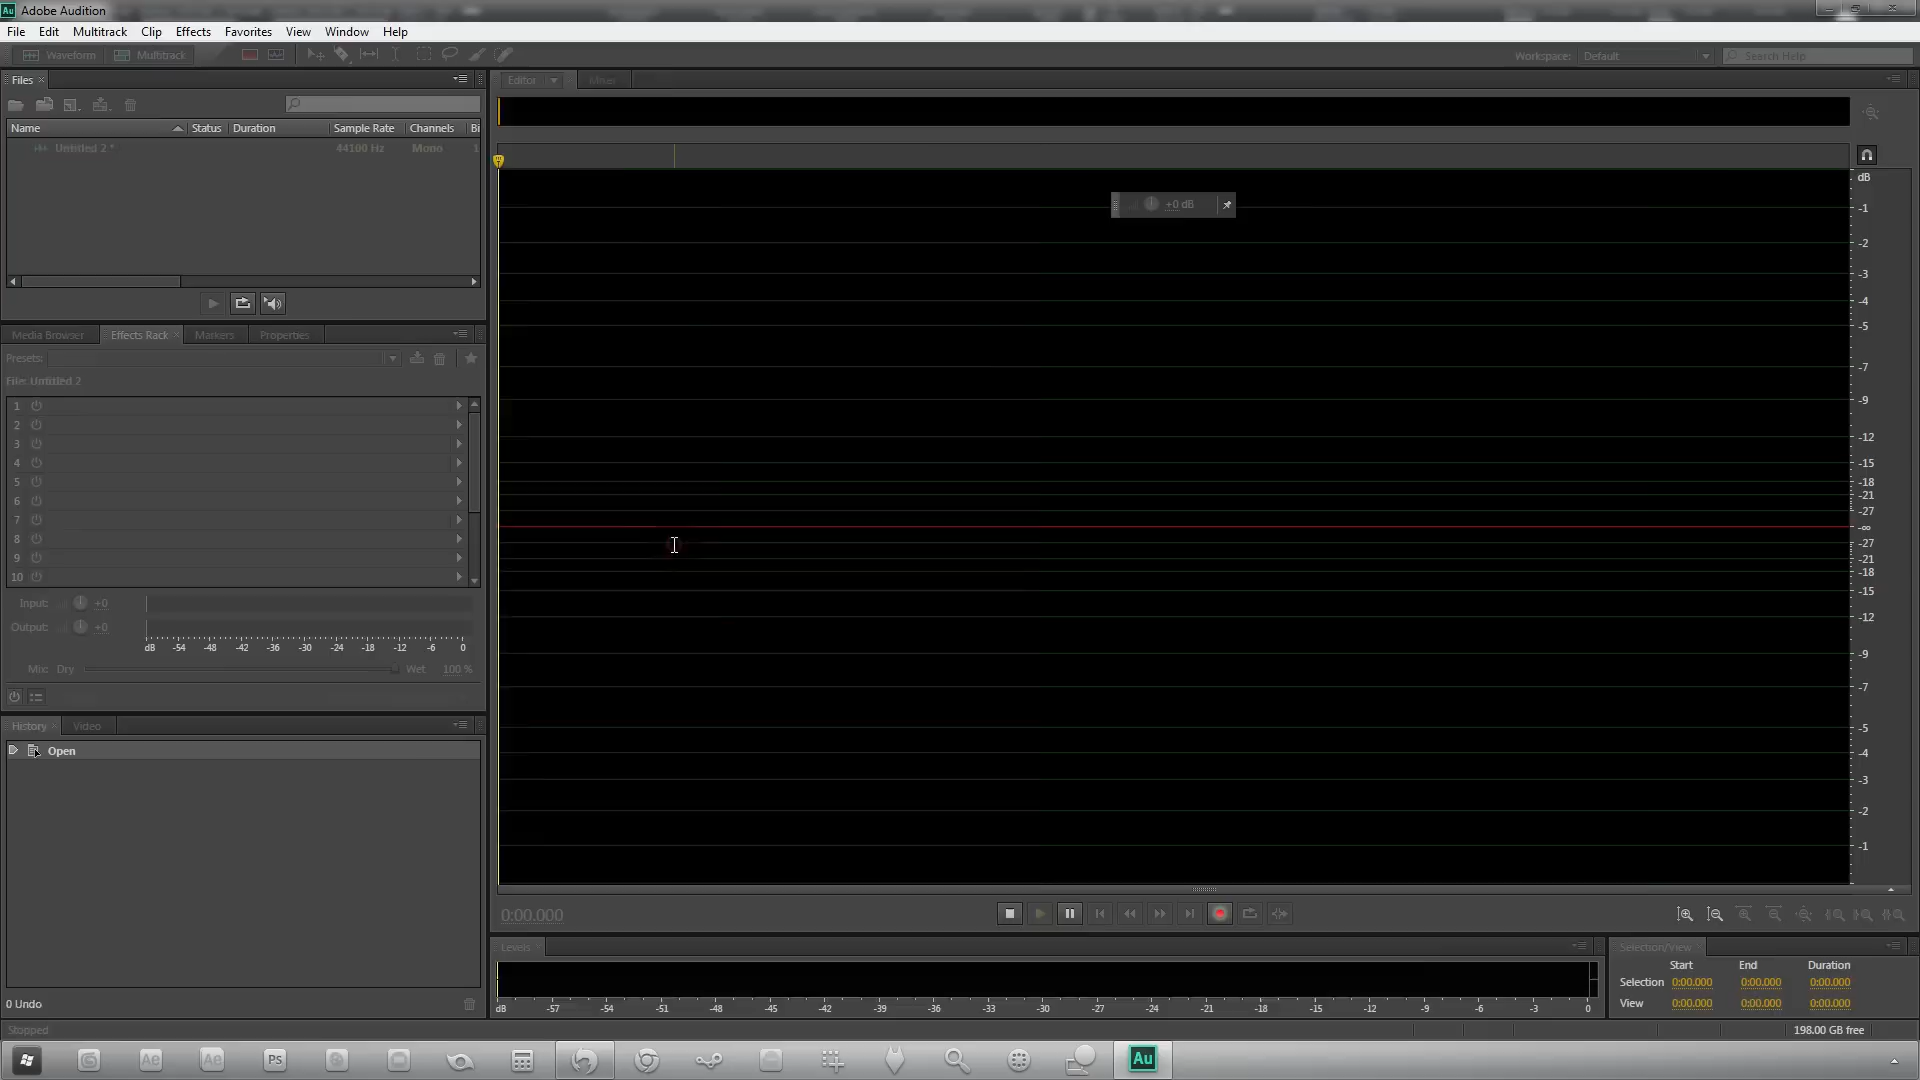 Au Adobe Audition
File Edit Multitrack Clip Effects Favorites View Window Help
Waveform Multitrack Workspace: Default Search Help
Files
Name Status Duration Sample Rate Channels Bi
Untitled 2 * 44100 Hz Mono 1
Media Browser Effects Rack Markers Properties
Presets:
File: Untitled 2
1
2
3
4
5
6
7
8
9
10
Input: +0
Output: +0
dB -54 -48 -42 -36 -30 -24 -18 -12 -6 0
Mix: Dry Wet 100 %
History Video
Open
0 Undo
Stopped
Editor Mixer
+0 dB
dB
-1
-2
-3
-4
-5
-7
-9
-12
-15
-18
-21
-27
-∞
-27
-21
-18
-15
-12
-9
-7
-5
-4
-3
-2
-1
0:00.000
Levels
dB -57 -54 -51 -48 -45 -42 -39 -36 -33 -30 -27 -24 -21 -18 -15 -12 -9 -6 -3 0
Selection/View
Start End Duration
Selection 0:00.000 0:00.000 0:00.000
View 0:00.000 0:00.000 0:00.000
198.00 GB free
Ae Ae PS Au